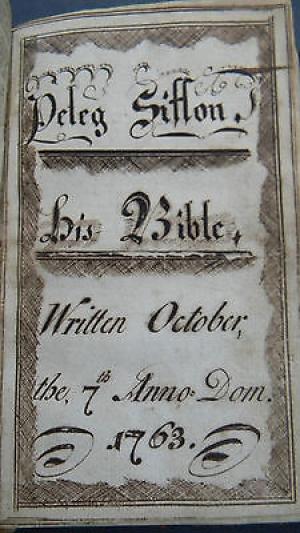 Peleg Siſson,
His Bible,
Written October,
the, 7th Anno: Dom.
1763.